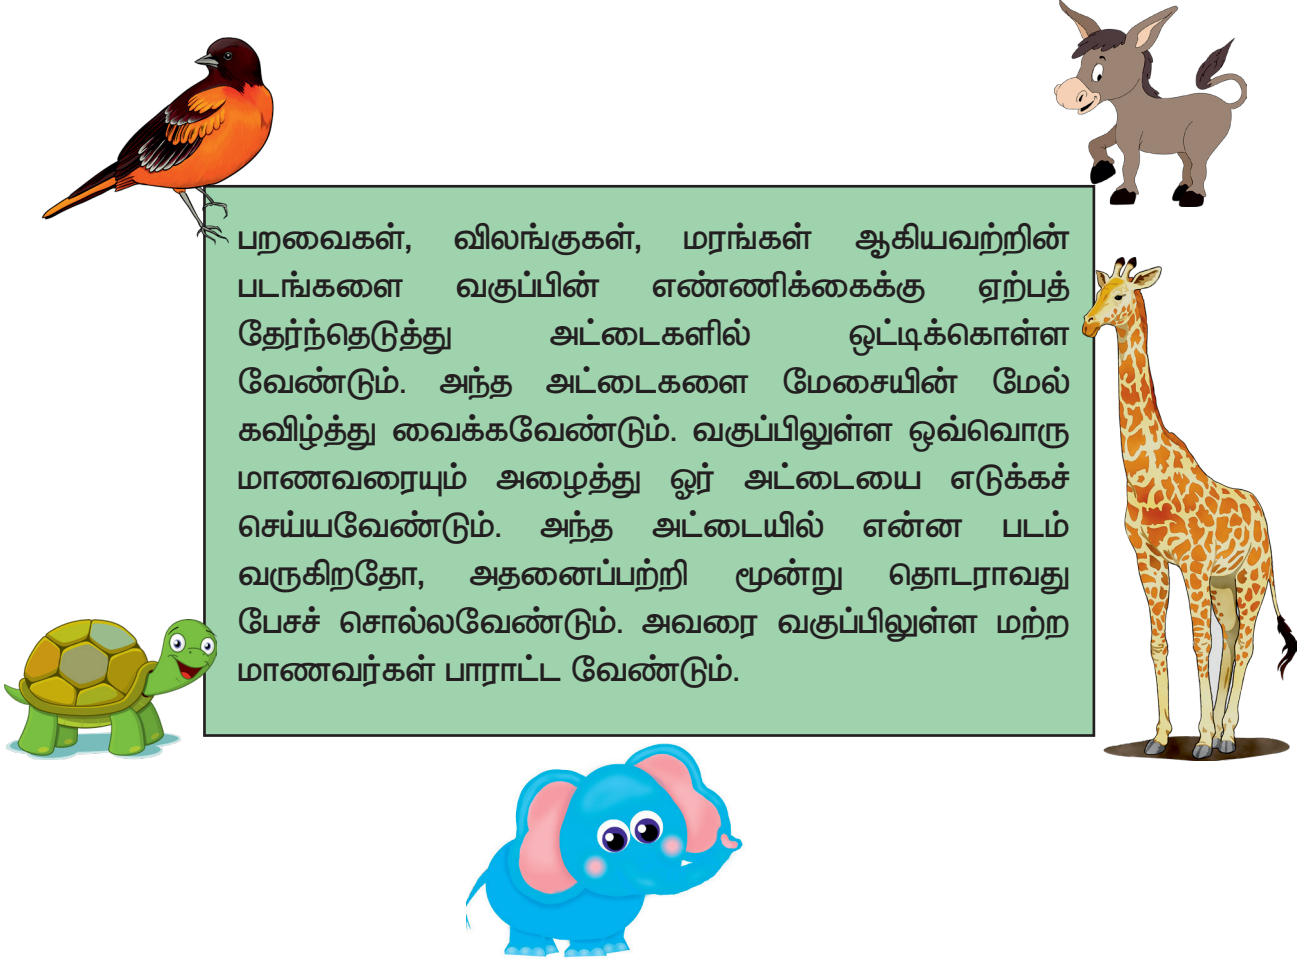 பறவைகள், விலங்குகள், மரங்கள் ஆகியவற்றின்
படங்களை வகுப்பின் எண்ணிக்கைக்கு ஏற்பத்
தேர்ந்தெடுத்து அட்டைகளில் ஒட்டிக்கொள்ள
வேண்டும். அந்த அட்டைகளை மேசையின் மேல்
கவிழ்த்து வைக்கவேண்டும். வகுப்பிலுள்ள ஒவ்வொரு
மாணவரையும் அழைத்து ஓர் அட்டையை எடுக்கச்
செய்யவேண்டும். அந்த அட்டையில் என்ன படம்
வருகிறதோ, அதனைப்பற்றி மூன்று தொடராவது
பேசச் சொல்லவேண்டும். அவரை வகுப்பிலுள்ள மற்ற
மாணவர்கள் பாராட்ட வேண்டும்.